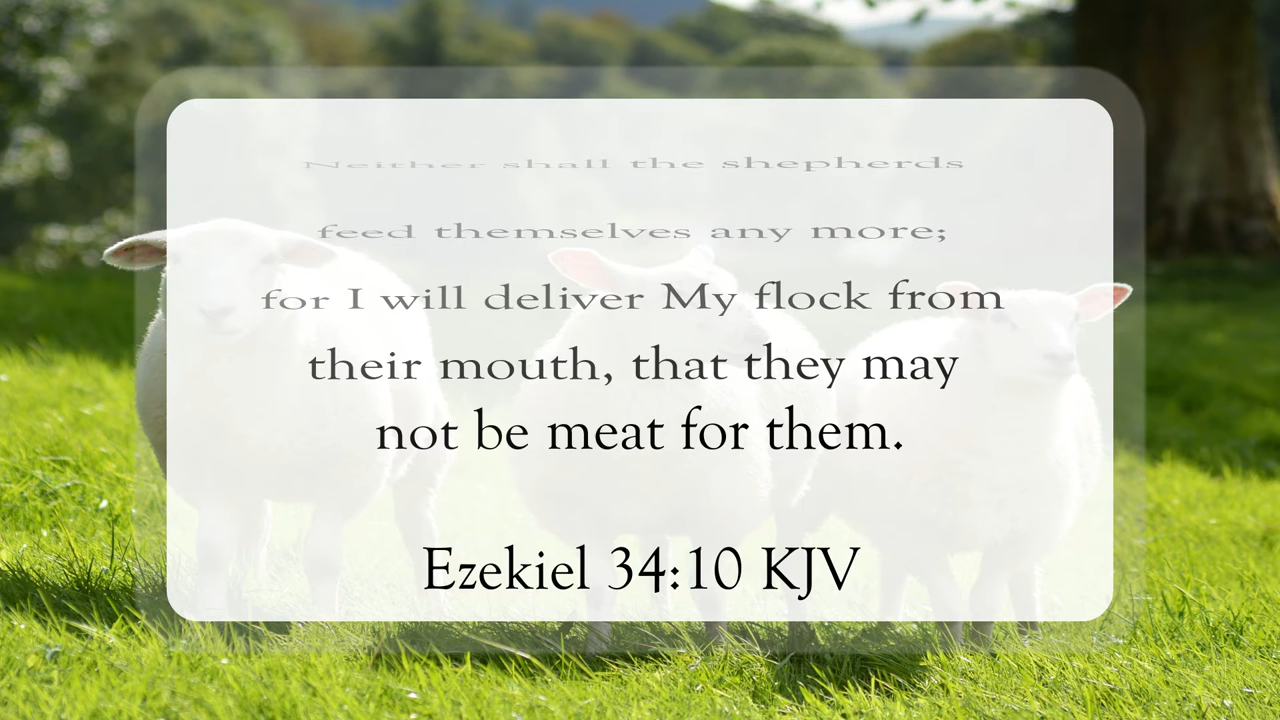 Neither shall the shepherds
feed themselves any more;
for I will deliver My flock from
their mouth, that they may
not be meat for them.
Ezekiel 34:10 KJV